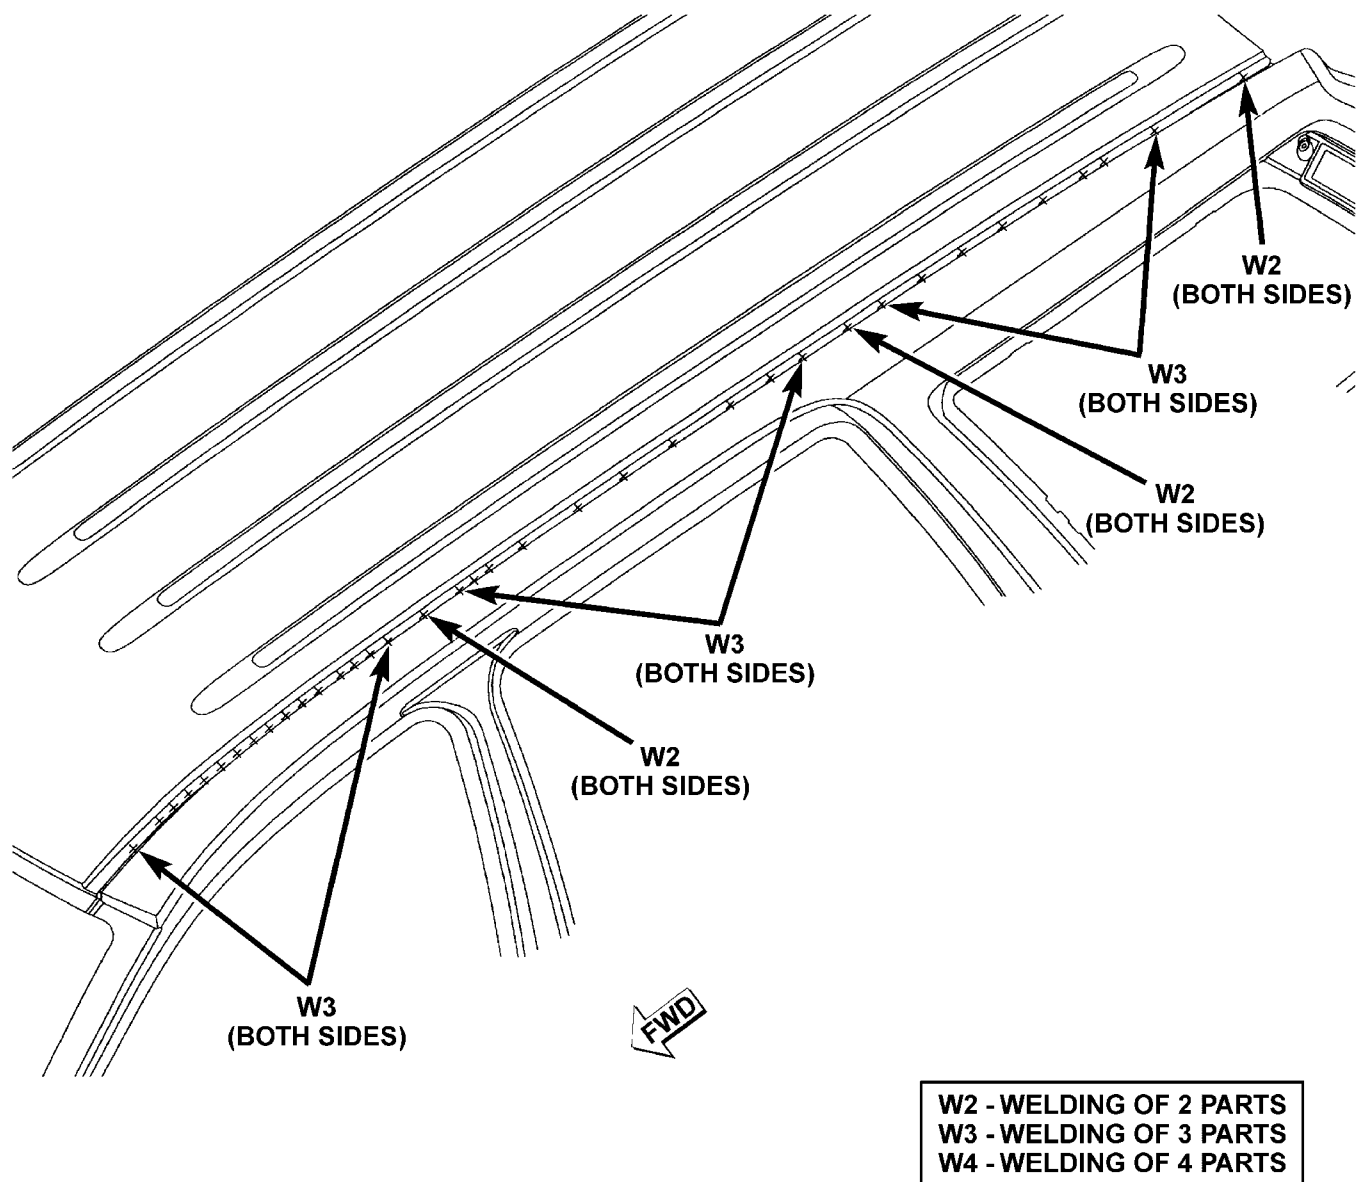 W2
(BOTH SIDES)
W3
(BOTH SIDES)
W2
(BOTH SIDES)
W3
(BOTH SIDES)
W2
(BOTH SIDES)
W3
(BOTH SIDES)
FWD
W2 - WELDING OF 2 PARTS
W3 - WELDING OF 3 PARTS
W4 - WELDING OF 4 PARTS